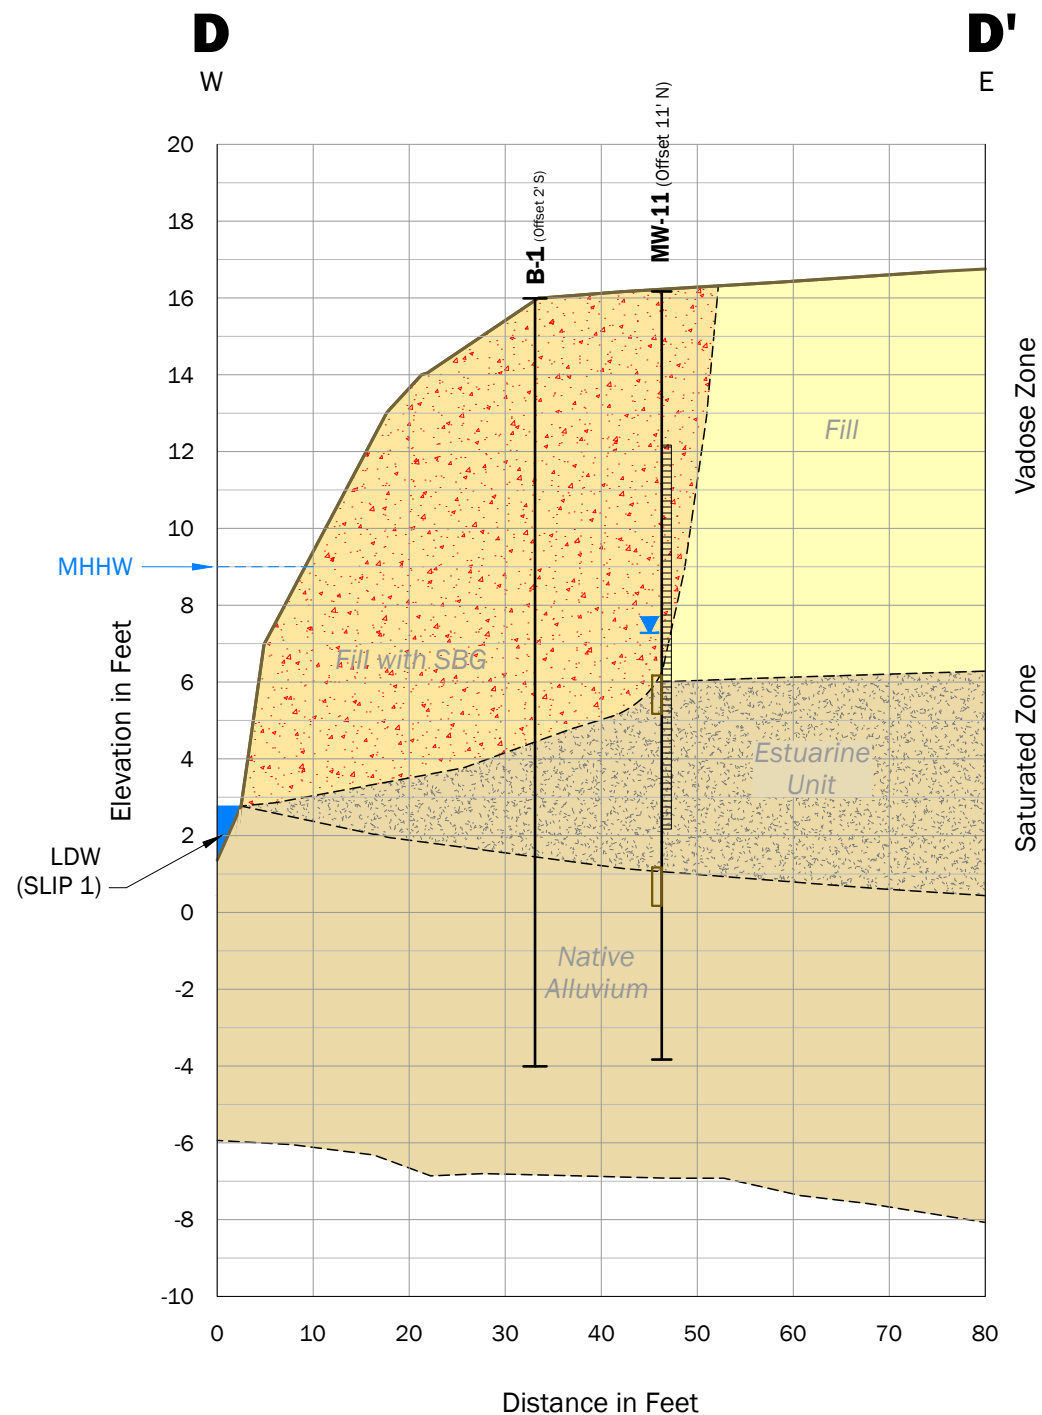 D
D'
W
E
B-1 (Offset 2' S)
MW-11 (Offset 11' N)
20
18
16
14
12
10
8
6
4
2
0
-2
-4
-6
-8
-10
Elevation in Feet
MHHW
LDW
(SLIP 1)
Fill
Fill with SBG
Estuarine
Unit
Native
Alluvium
Vadose Zone
Saturated Zone
0
10
20
30
40
50
60
70
80
Distance in Feet